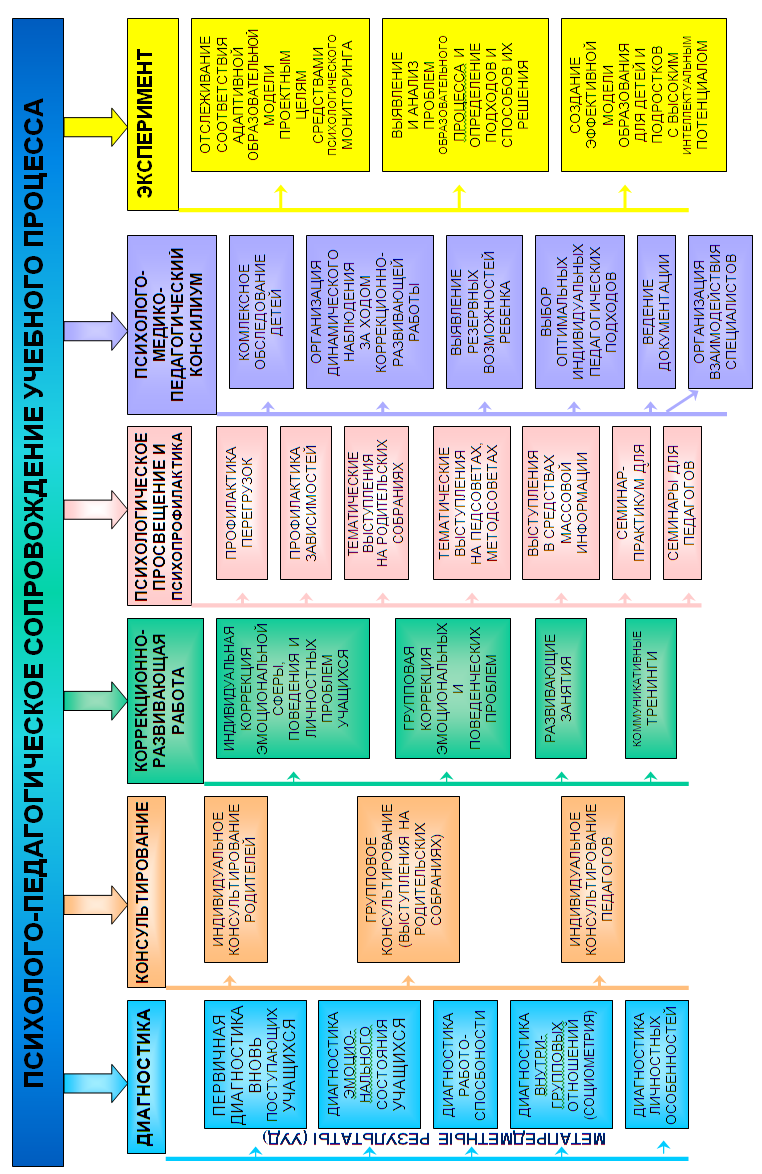 ПСИХОЛОГО-ПЕДАГОГИЧЕСКОЕ СОПРОВОЖДЕНИЕ УЧЕБНОГО ПРОЦЕССА
ДИАГНОСТИКА
ПЕРВИЧНАЯ
ДИАГНОСТИКА
ВНОВЬ
ПОСТУПАЮЩИХ
УЧАЩИХСЯ
ДИАГНОСТИКА
ЭМОЦИО-
НАЛЬНОГО
СОСТОЯНИЯ
УЧАЩИХСЯ
ДИАГНОСТИКА
РАБОТО-
СПОСБОНОСТИ
ДИАГНОСТИКА
ВНУТРИ-
ГРУППОВЫХ
ОТНОШЕНИЙ
(СОЦИОМЕТРИЯ)
ДИАГНОСТИКА
ЛИЧНОСТНЫХ
ОСОБЕННОСТЕЙ
МЕТАПРЕДМЕТНЫЕ РЕЗУЛЬТАТЫ (УУД)
КОНСУЛЬТИРОВАНИЕ
ИНДИВИДУАЛЬНОЕ
КОНСУЛЬТИРОВАНИЕ
РОДИТЕЛЕЙ
ГРУППОВОЕ
КОНСУЛЬТИРОВАНИЕ
(ВЫСТУПЛЕНИЯ НА
РОДИТЕЛЬСКИХ
СОБРАНИЯХ)
ИНДИВИДУАЛЬНОЕ
КОНСУЛЬТИРОВАНИЕ
ПЕДАГОГОВ
КОРРЕКЦИОННО-
РАЗВИВАЮЩАЯ
РАБОТА
ИНДИВИДУАЛЬНАЯ
КОРРЕКЦИЯ
ЭМОЦИОНАЛЬНОЙ
СФЕРЫ,
ПОВЕДЕНИЯ И
ЛИЧНОСТНЫХ
ПРОБЛЕМ
УЧАЩИХСЯ
ГРУППОВАЯ
КОРРЕКЦИЯ
ЭМОЦИОНАЛЬНЫХ
И
ПОВЕДЕНЧЕСКИХ
ПРОБЛЕМ
РАЗВИВАЮЩИЕ
ЗАНЯТИЯ
КОММУНИКАТИВНЫЕ
ТРЕНИНГИ
ПСИХОЛОГИЧЕСКОЕ
ПРОСВЕЩЕНИЕ И
ПСИХОПРОФИЛАКТИКА
ПРОФИЛАКТИКА
ПЕРЕГРУЗОК
ПРОФИЛАКТИКА
ЗАВИСИМОСТЕЙ
ТЕМАТИЧЕСКИЕ
ВЫСТУПЛЕНИЯ
НА РОДИТЕЛЬСКИХ
СОБРАНИЯХ
ТЕМАТИЧЕСКИЕ
ВЫСТУПЛЕНИЯ
НА ПЕДСОВЕТАХ,
МЕТОДСОВЕТАХ
ВЫСТУПЛЕНИЯ
В СРЕДСТВАХ
МАССОВОЙ
ИНФОРМАЦИИ
СЕМИНАР-
ПРАКТИКУМ ДЛЯ
СЕМИНАРЫ ДЛЯ
ПЕДАГОГОВ
ПСИХОЛОГО-
МЕДИКО-
ПЕДАГОГИЧЕСКИЙ
КОНСИЛИУМ
КОМЛЕКСНОЕ
ОБСЛЕДОВАНИЕ
ДЕТЕЙ
ОРГАНИЗАЦИЯ
ДИНАМИЧЕСКОГО
НАБЛЮДЕНИЯ
ЗА ХОДОМ
КОРРЕКЦИОННО-
РАЗВИВАЮЩЕЙ
РАБОТЫ
ВЫЯВЛЕНИЕ
РЕЗЕРВНЫХ
ВОЗМОЖНОСТЕЙ
РЕБЕНКА
ВЫБОР
ОПТИМАЛЬНЫХ
ИНДИВИДУАЛЬНЫХ
ПЕДАГОГИЧЕСКИХ
ПОДХОДОВ
ВЕДЕНИЕ
ДОКУМЕНТАЦИИ
ОРГАНИЗАЦИЯ
ВЗАИМОДЕЙСТВИЯ
СПЕЦИАЛИСТОВ
ЭКСПЕРИМЕНТ
ОТСЛЕЖИВАНИЕ
СООТВЕТСТВИЯ
АДАПТИВНОЙ
ОБРАЗОВАТЕЛЬНОЙ
МОДЕЛИ
ПРОЕКТНЫМ
ЦЕЛЯМ
СРЕДСТВАМИ
ПСИХОЛОГИЧЕСКОГО
МОНИТОРИНГА
ВЫЯВЛЕНИЕ
И АНАЛИЗ
ПРОБЛЕМ
ОБРАЗОВАТЕЛЬНОГО
ПРОЦЕССА И
ОПРЕДЕЛЕНИЕ
ПОДХОДОВ И
СПОСОБОВ ИХ
РЕШЕНИЯ
СОЗДАНИЕ
ЭФФЕКТИВНОЙ
МОДЕЛИ
ОБРАЗОВАНИЯ
ДЛЯ ДЕТЕЙ И
ПОДРОСТКОВ
С ВЫСОКИМ
ИНТЕЛЛЕКТУАЛЬНЫМ
ПОТЕНЦИАЛОМ